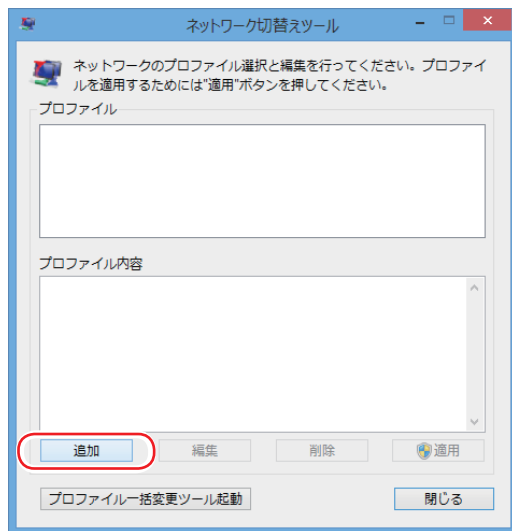 ネットワーク切替えツール
ネットワークのプロファイル選択と編集を行ってください。プロファイ
ルを適用するためには"適用"ボタンを押してください。
プロファイル
プロファイル内容
追加 編集 削除 適用
プロファイル一括変更ツール起動 閉じる